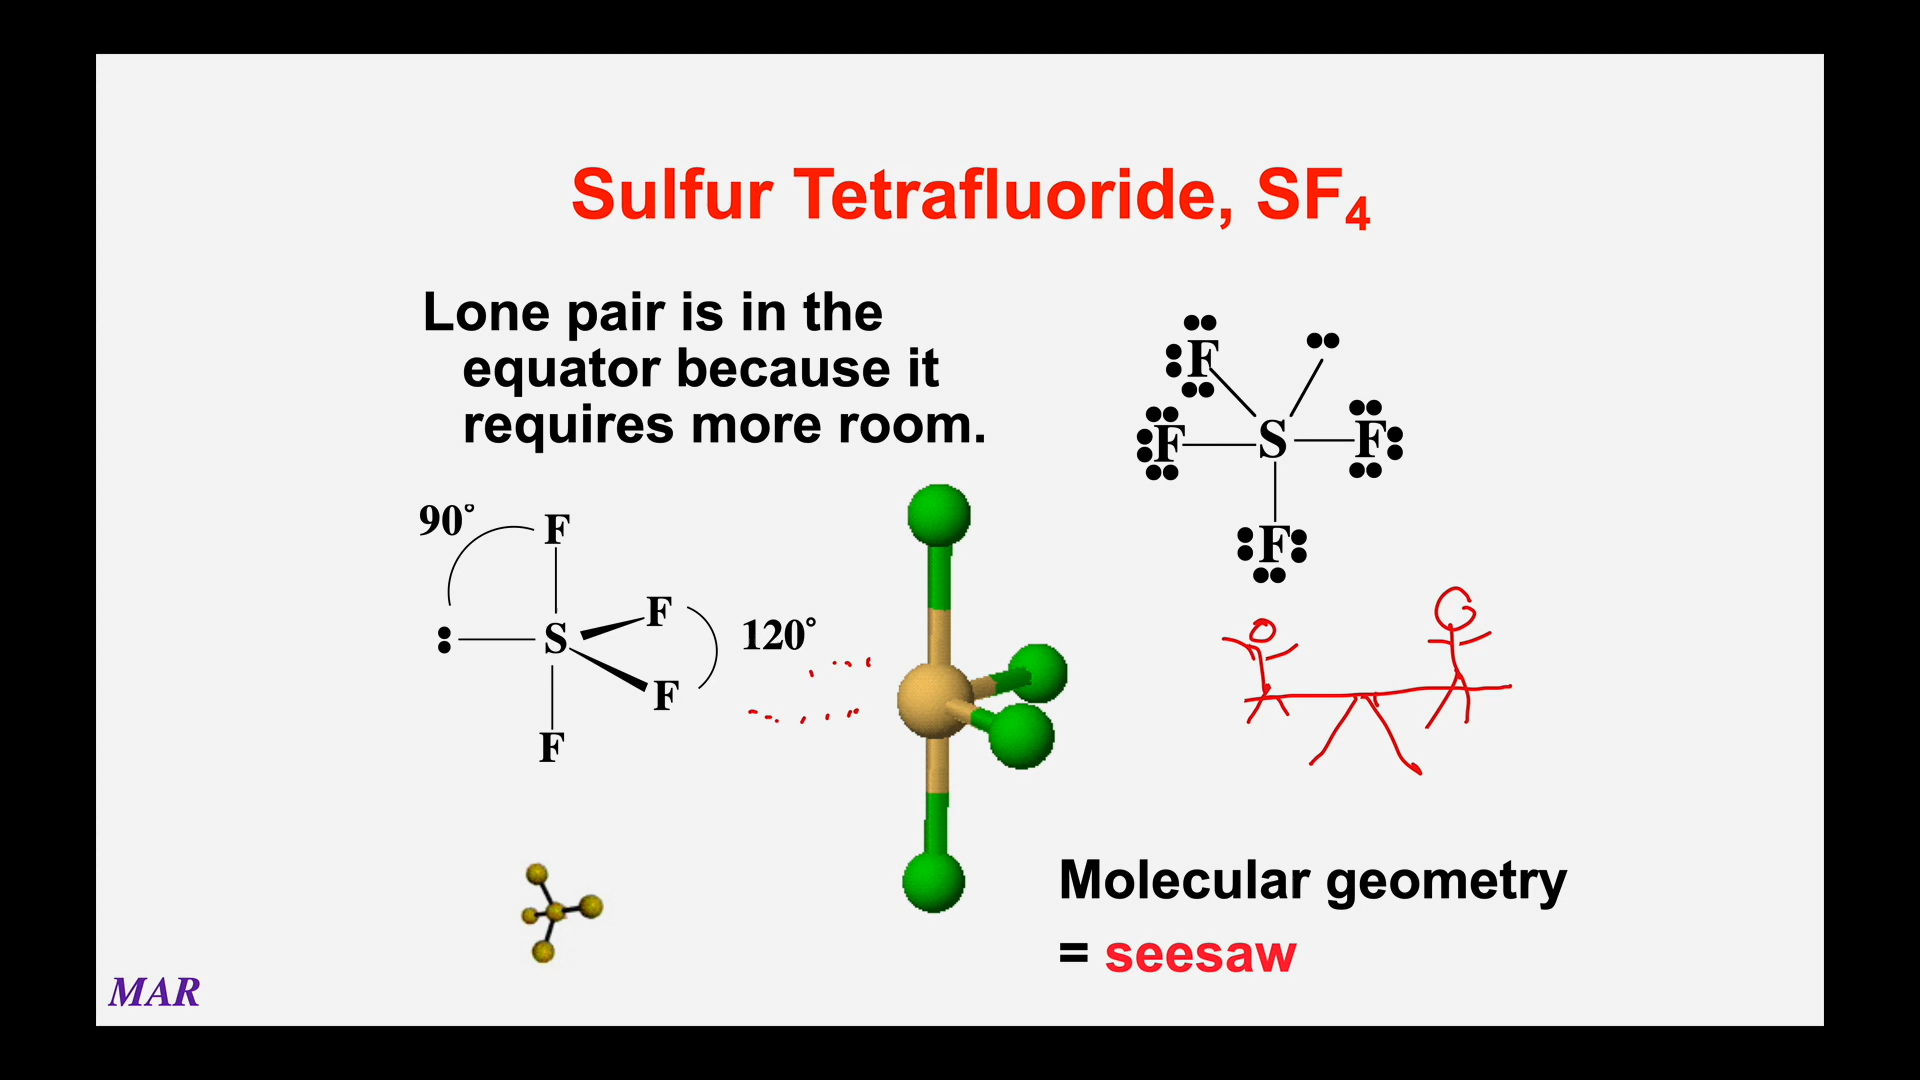 Sulfur Tetrafluoride, SF₄
Lone pair is in the
equator because it
requires more room.
F
F
S
F
F
90°
F
S
F
F
F
120°
Molecular geometry
= seesaw
MAR